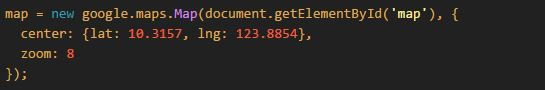 map = new google.maps.Map(document.getElementById('map'), {
  center: {lat: 10.3157, lng: 123.8854},
  zoom: 8
});